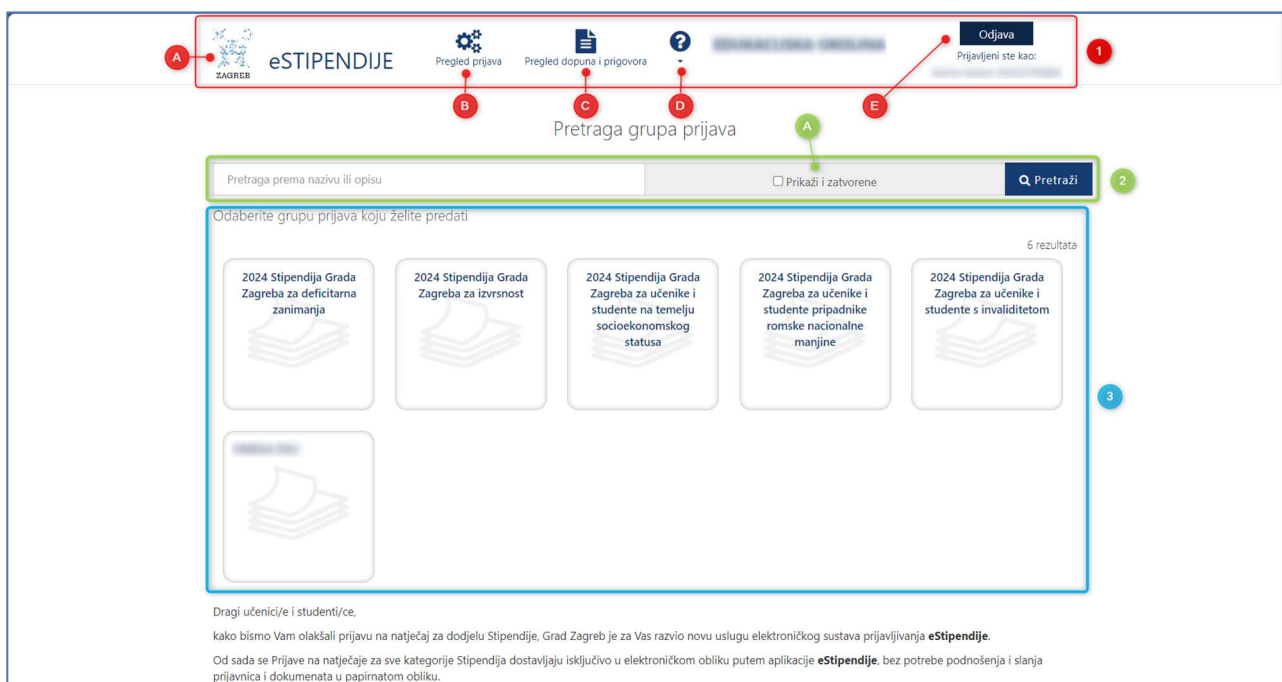 ZAGREB
eSTIPENDIJE
Pregled prijava
Pregled dopuna i prigovora
Odjava
Prijavljeni ste kao:
A
B
C
D
E
1
Pretraga grupa prijava
A
Pretraga prema nazivu ili opisu
Prikaži i zatvorene
Pretraži
2
Odaberite grupu prijava koju želite predati
6 rezultata
2024 Stipendija Grada
Zagreba za deficitarna
zanimanja
2024 Stipendija Grada
Zagreba za izvrsnost
2024 Stipendija Grada
Zagreba za učenike i
studente na temelju
socioekonomskog
statusa
2024 Stipendija Grada
Zagreba za učenike i
studente pripadnike
romske nacionalne
manjine
2024 Stipendija Grada
Zagreba za učenike i
studente s invaliditetom
3
Dragi učenici/e i studenti/ce,
kako bismo Vam olakšali prijavu na natječaj za dodjelu Stipendije, Grad Zagreb je za Vas razvio novu uslugu elektroničkog sustava prijavljivanja eStipendije.
Od sada se Prijave na natječaje za sve kategorije Stipendija dostavljaju isključivo u elektroničkom obliku putem aplikacije eStipendije, bez potrebe podnošenja i slanja
prijavnica i dokumenata u papirnatom obliku.